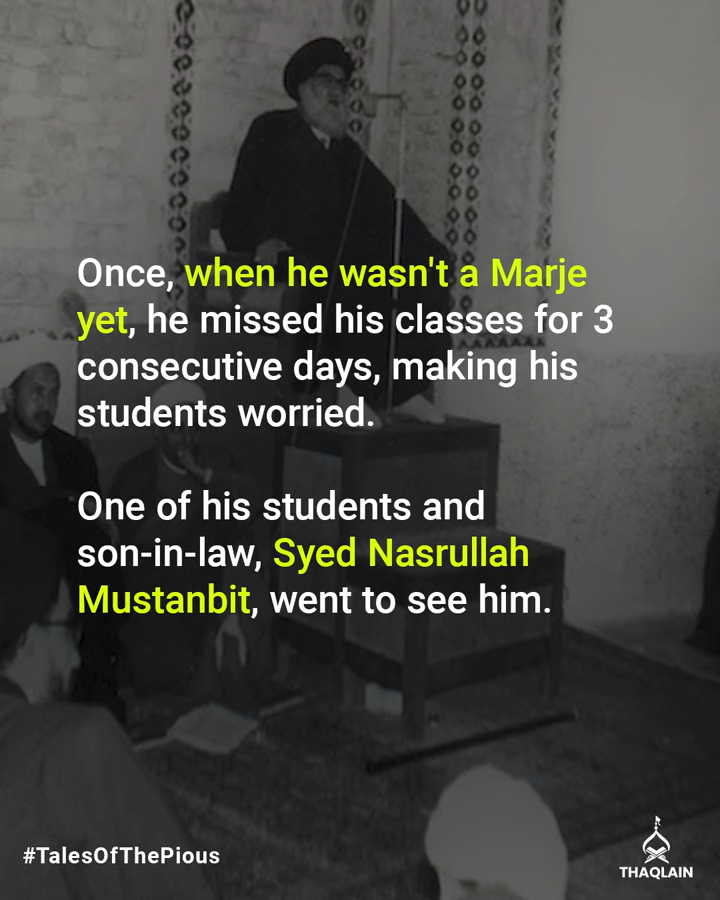 Once, when he wasn't a Marje
yet, he missed his classes for 3
consecutive days, making his
students worried.
One of his students and
son-in-law, Syed Nasrullah
Mustanbit, went to see him.
#TalesOfThePious
THAQLAIN